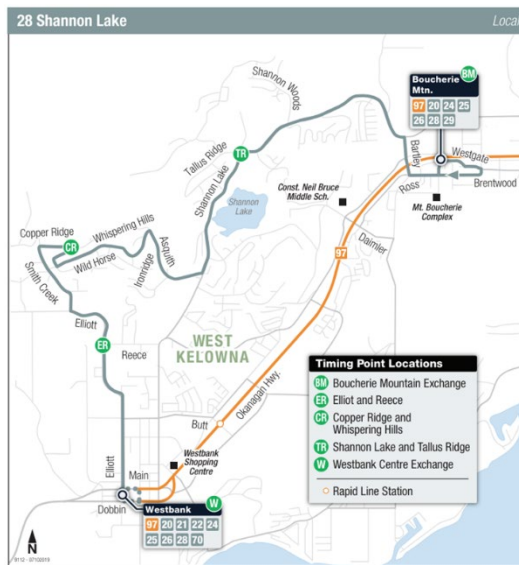 28 Shannon Lake
Loca
Shannon Woods
Boucherie
Mtn.
BM
97 20 24 25
26 28 29
Westgate
Bartley
Ross
Brentwood
Tallus Ridge
TR
Shannon Lake
Shannon
Lake
Const. Neil Bruce
Middle Sch.
Mt. Boucherie
Complex
Daimler
97
Copper Ridge
CR
Whispering Hills
Wild Horse
Asquith
Ironridge
Smith Creek
Elliott
ER
Reece
WEST
KELOWNA
Okanagan Hwy.
Butt
Westbank
Shopping
Centre
Elliott
Main
Dobbin
Westbank
W
97 20 21 22 24
25 26 28 70
Timing Point Locations
BM Boucherie Mountain Exchange
ER Elliot and Reece
CR Copper Ridge and
Whispering Hills
TR Shannon Lake and Tallus Ridge
W Westbank Centre Exchange
Rapid Line Station
N